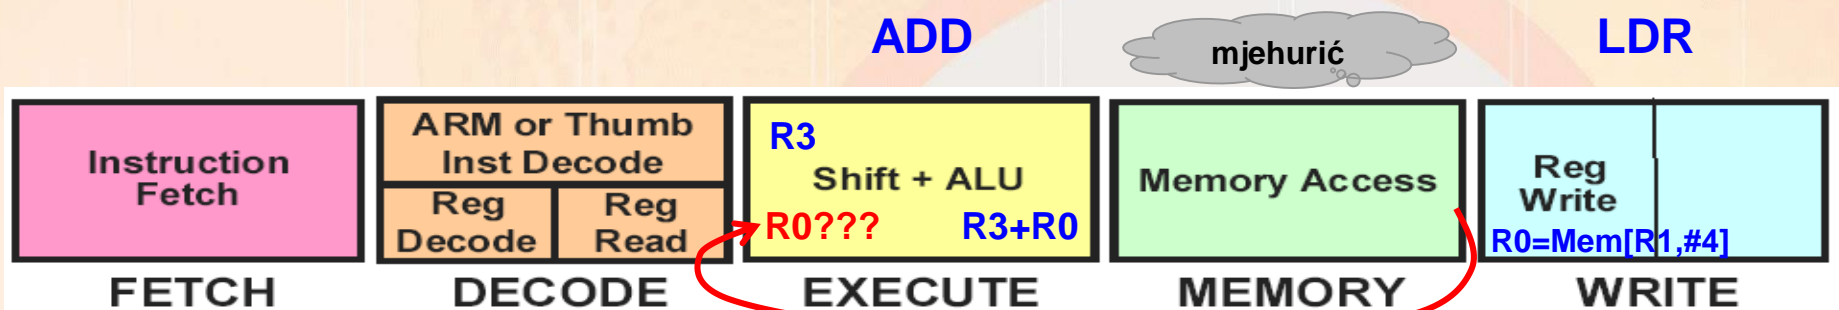 ADD
mjehurić
LDR
Instruction
Fetch
ARM or Thumb
Inst Decode
Reg
Decode
Reg
Read
R3
Shift + ALU
R0???
R3+R0
Memory Access
Reg
Write
R0=Mem[R1,#4]
FETCH
DECODE
EXECUTE
MEMORY
WRITE